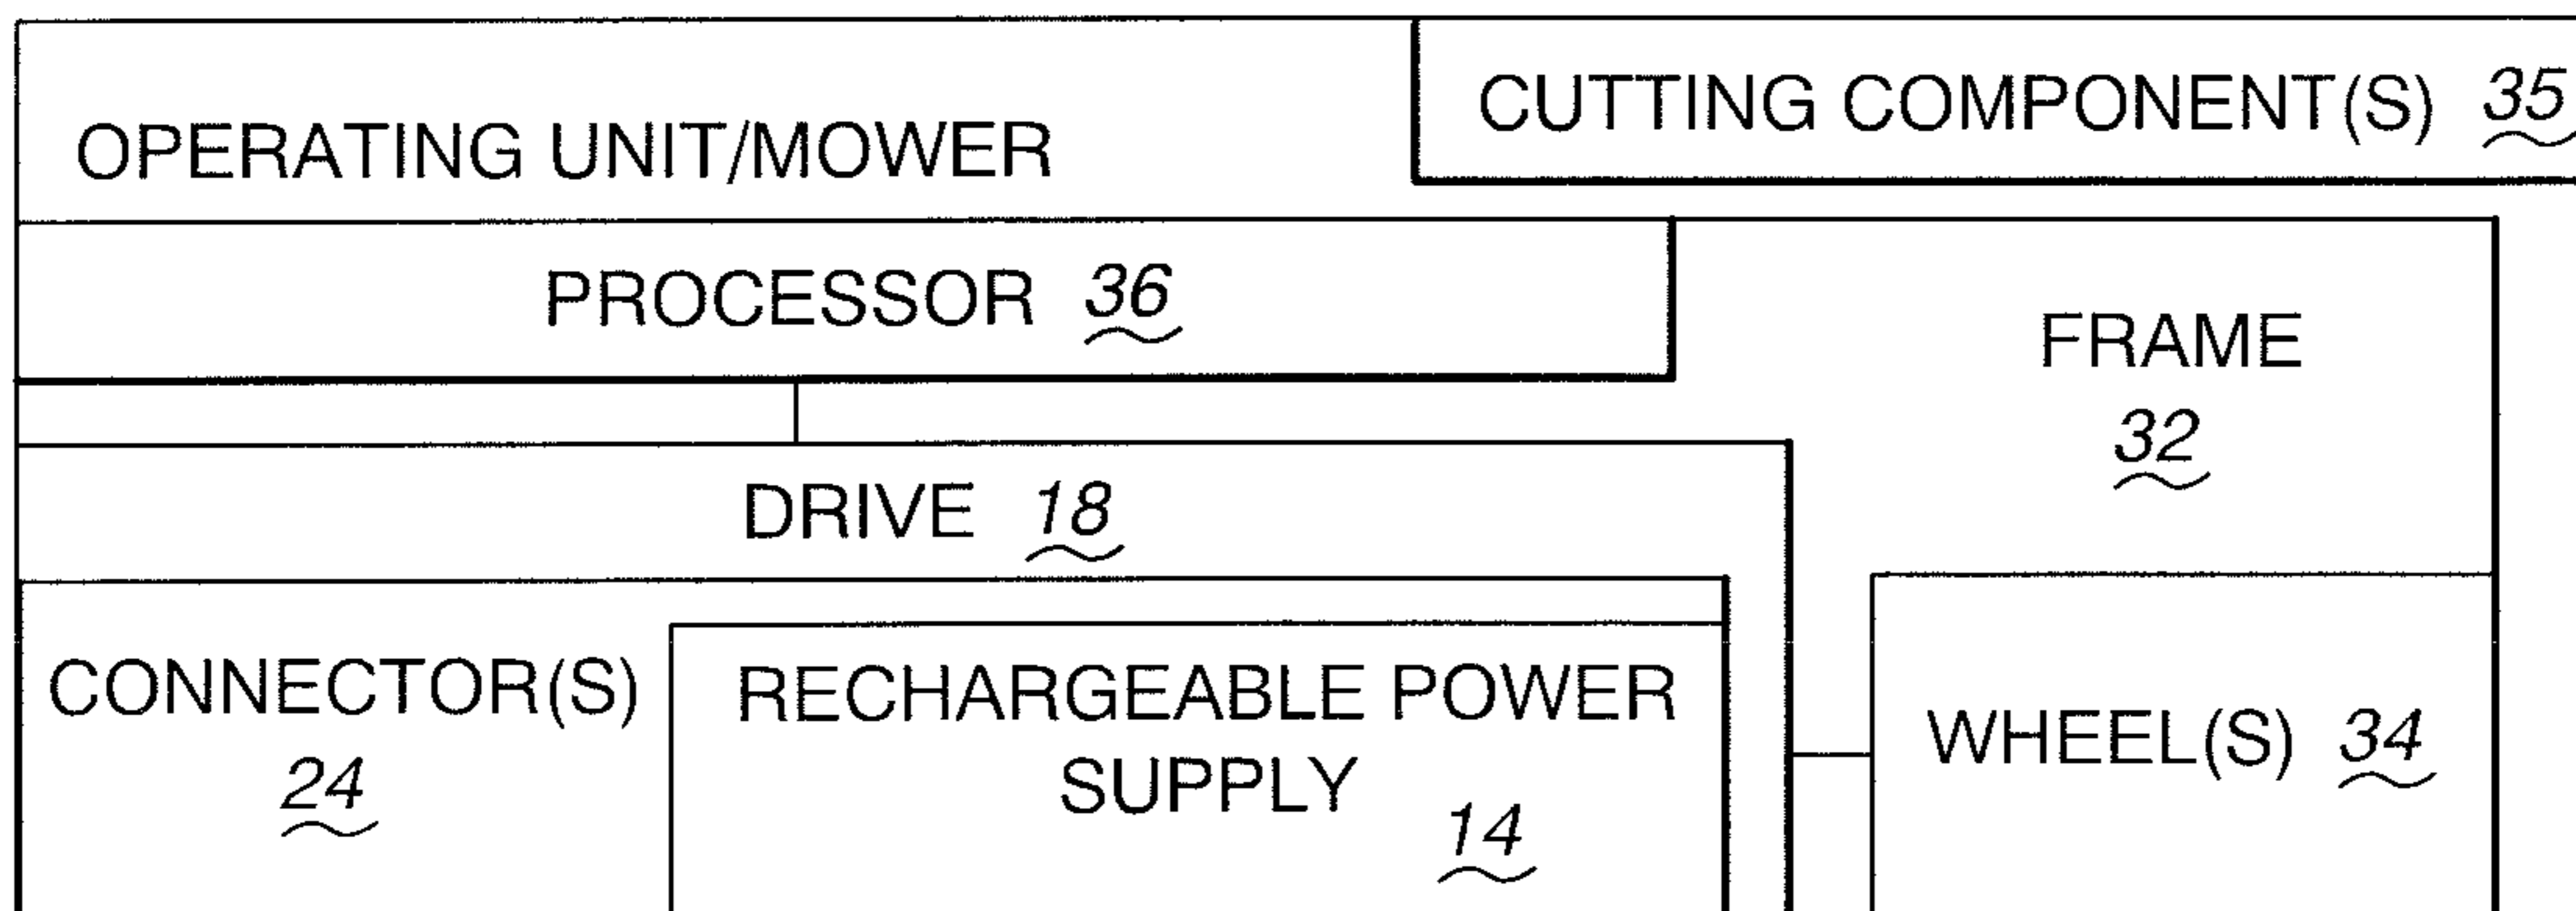 OPERATING UNIT/MOWER
CUTTING COMPONENT(S) 35
PROCESSOR 36
FRAME
32
DRIVE 18
CONNECTOR(S)
24
RECHARGEABLE POWER
SUPPLY
14
WHEEL(S) 34